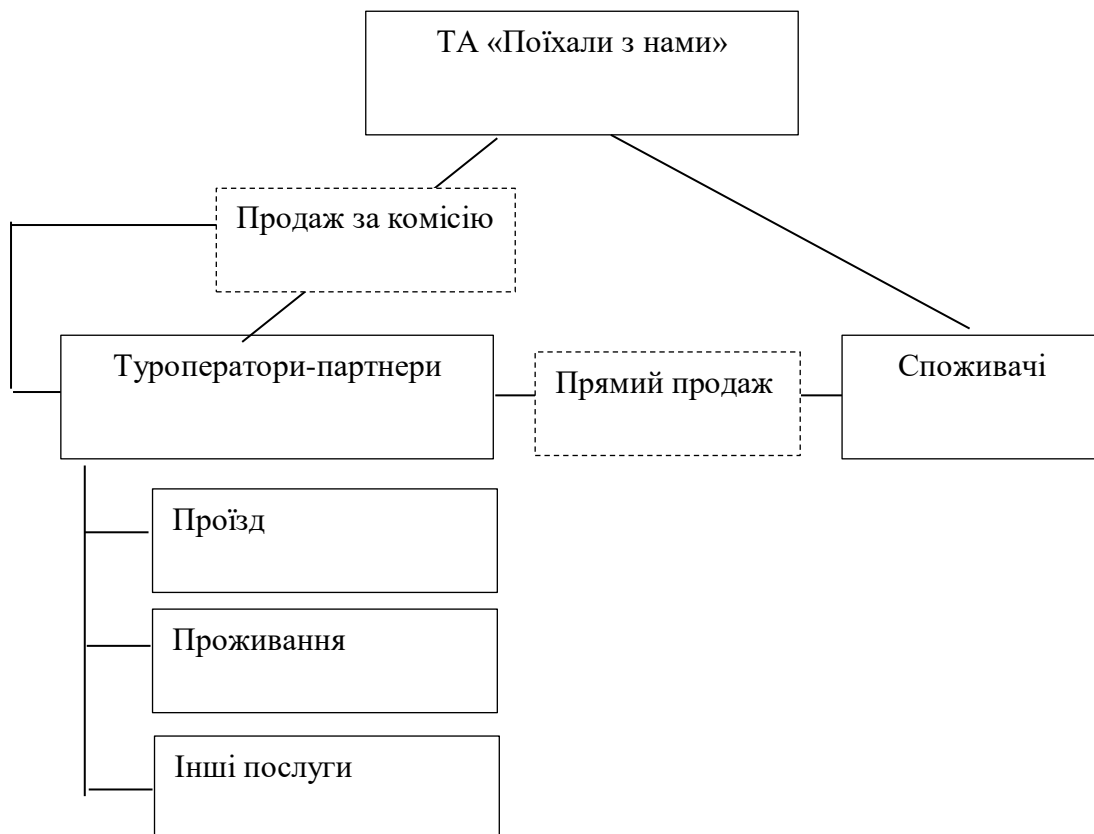 ТА «Поїхали з нами»
Продаж за комісію
Туроператори-партнери
Прямий продаж
Споживачі
Проїзд
Проживання
Інші послуги